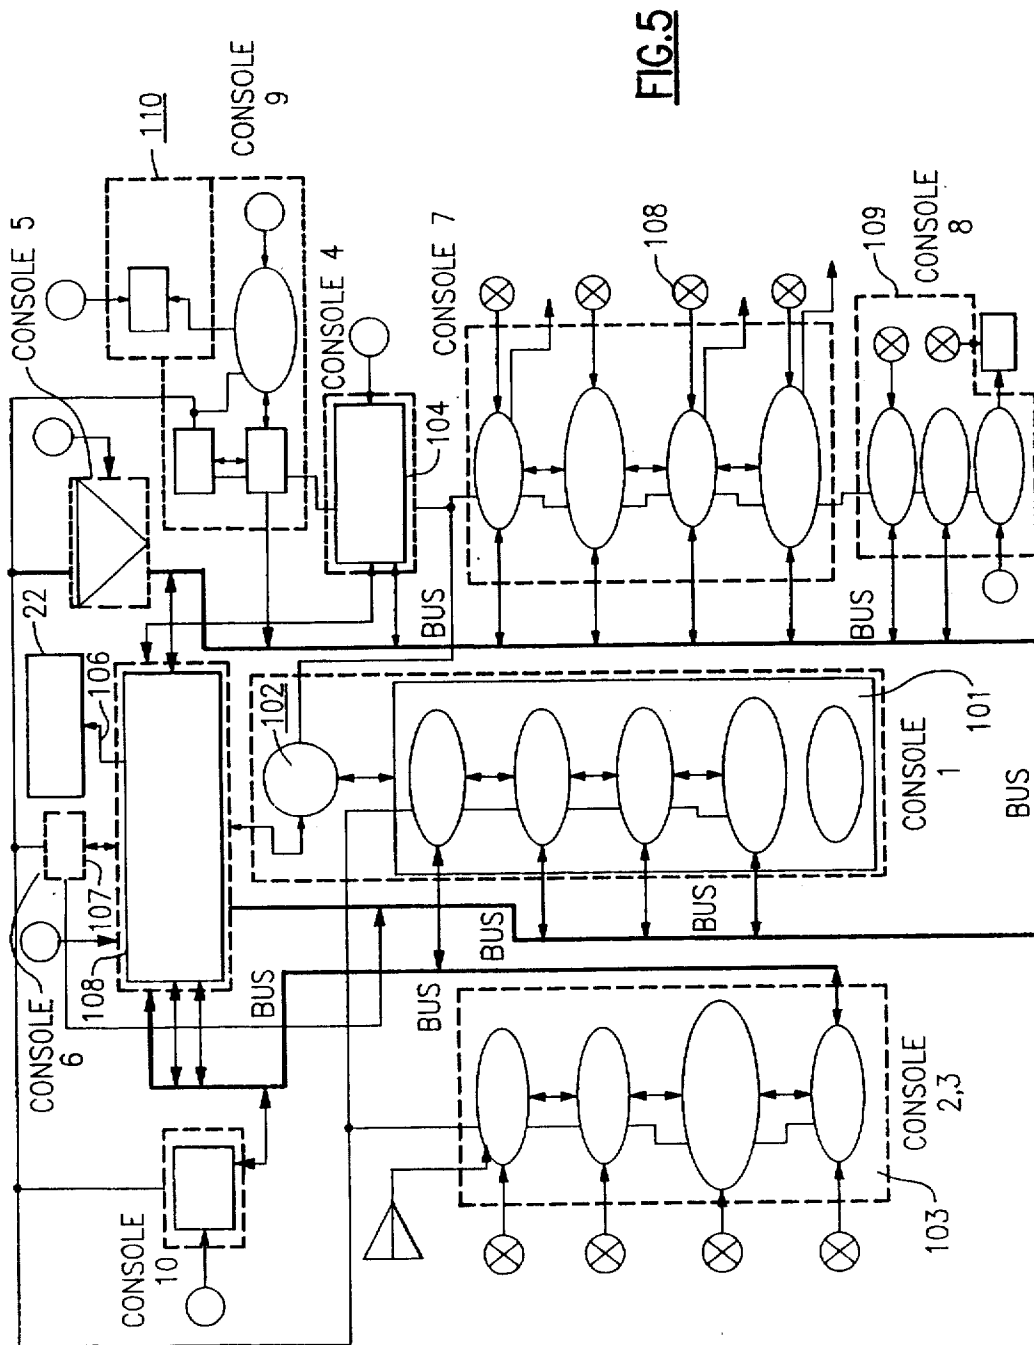 FIG.5
CONSOLE
9
110
CONSOLE 5
CONSOLE 4
CONSOLE 7
104
108
109
CONSOLE
8
22
106
BUS
BUS
102
101
CONSOLE
1
BUS
107
108
CONSOLE
6
BUS
BUS
BUS
BUS
CONSOLE
10
CONSOLE
2,3
103